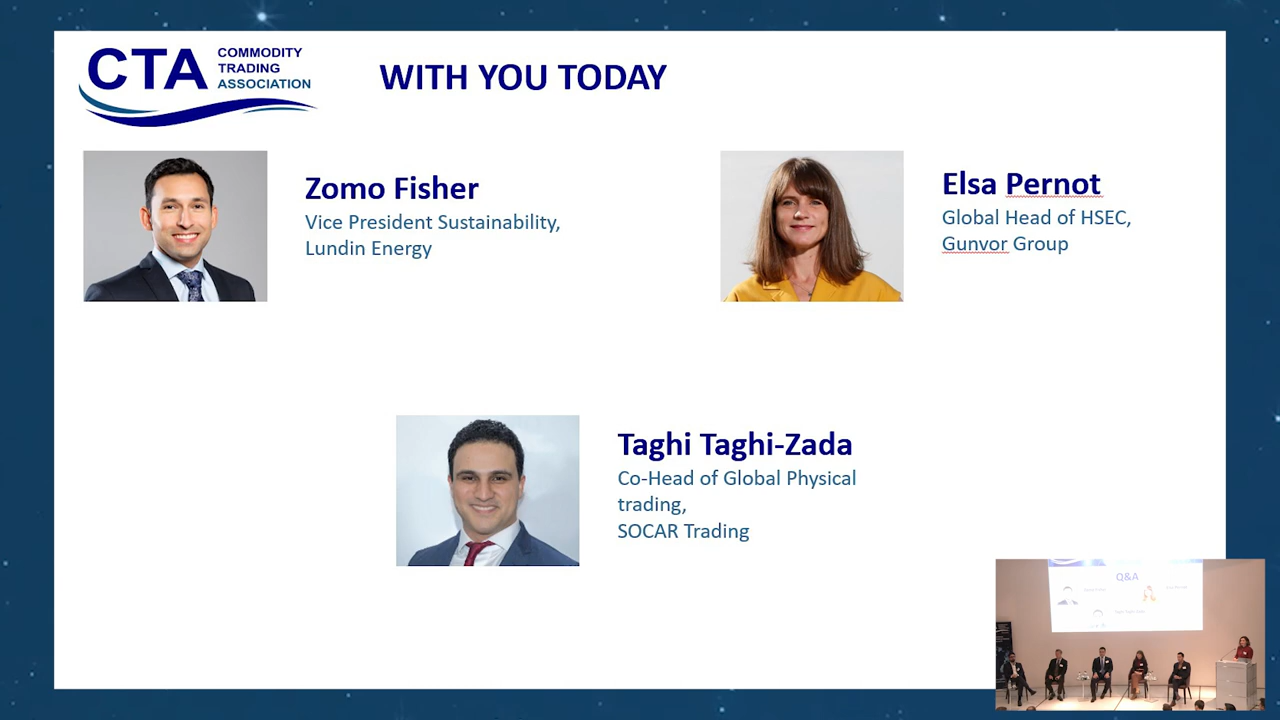 CTA
COMMODITY
TRADING
ASSOCIATION
WITH YOU TODAY
Zomo Fisher
Vice President Sustainability,
Lundin Energy
Elsa Pernot
Global Head of HSEC,
Gunvor Group
Taghi Taghi-Zada
Co-Head of Global Physical
trading,
SOCAR Trading
Q&A